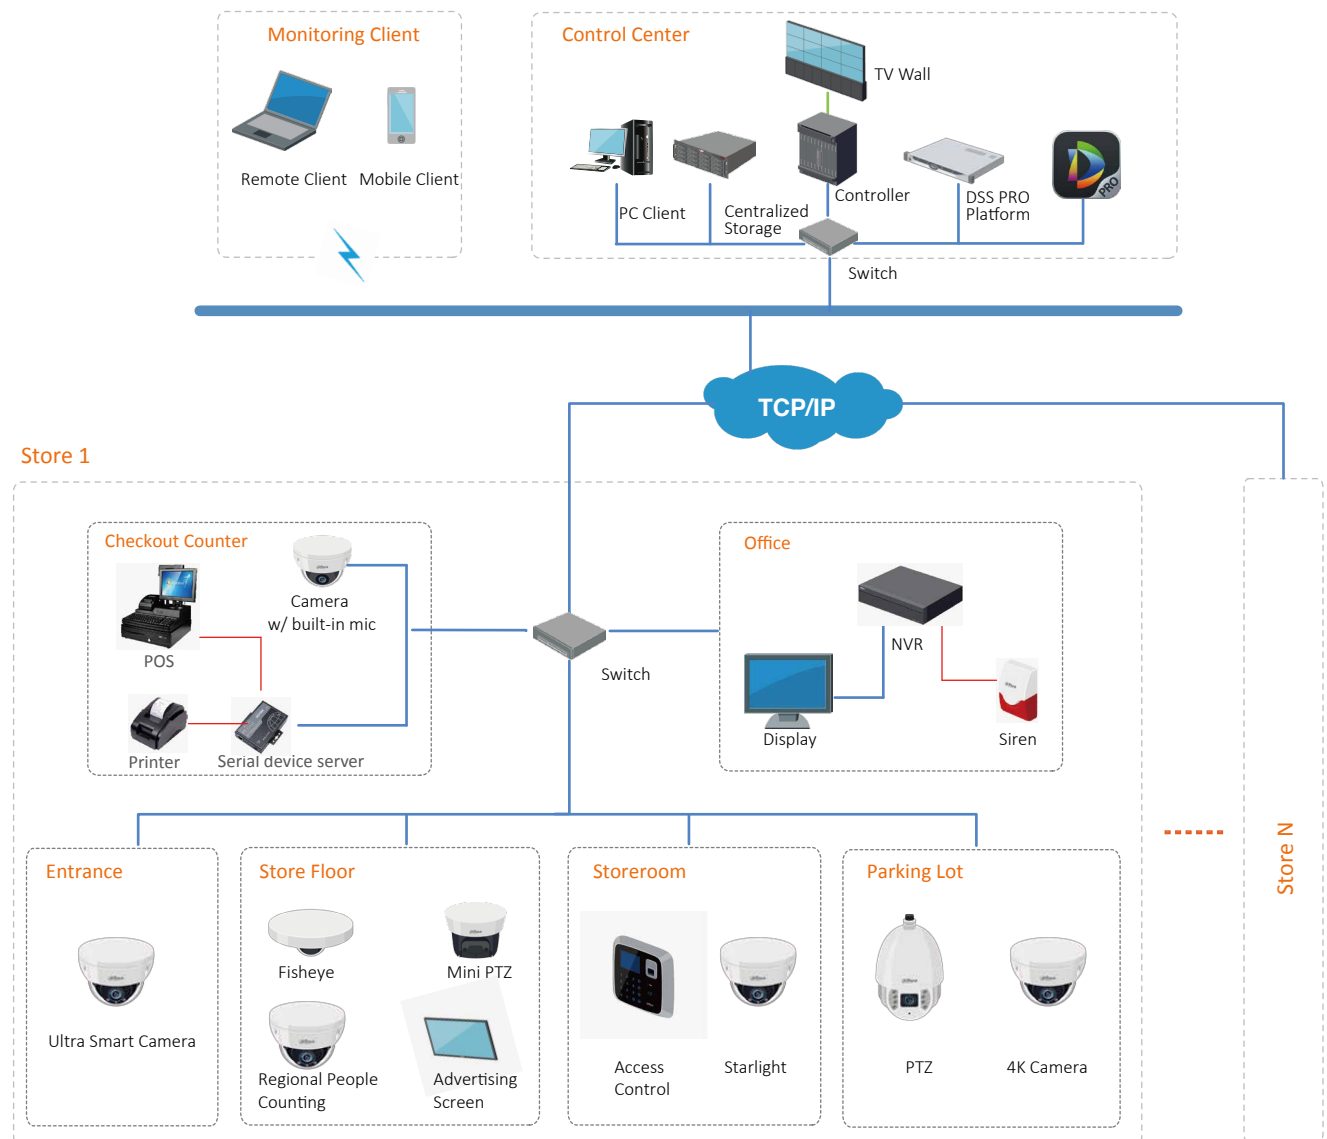 Monitoring Client
Remote Client
Mobile Client
Control Center
TV Wall
PC Client
Centralized
Storage
Controller
DSS PRO
Platform
PRO
Switch
TCP/IP
Store 1
Checkout Counter
Camera
w/ built-in mic
POS
Printer
Serial device server
Switch
Office
NVR
Display
Siren
Entrance
Ultra Smart Camera
Store Floor
Fisheye
Mini PTZ
Regional People
Counting
Advertising
Screen
Storeroom
Access
Control
Starlight
Parking Lot
PTZ
4K Camera
Store N